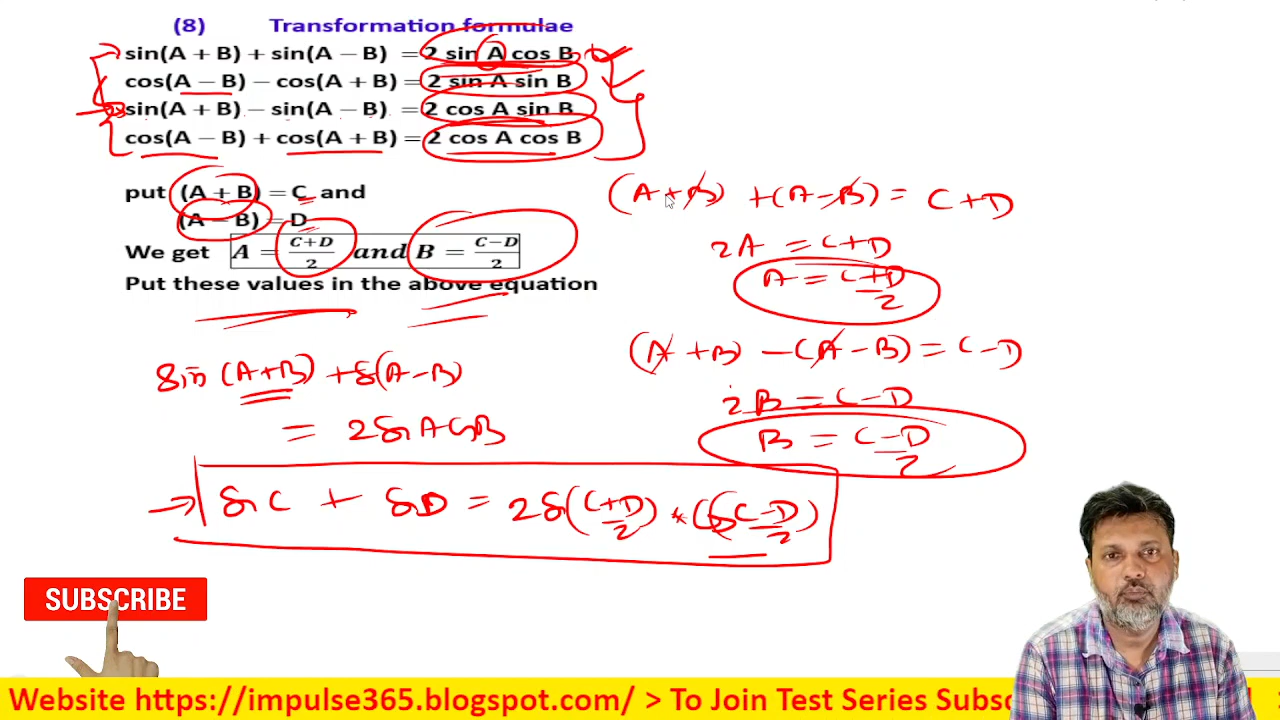 (8) Transformation formulae
sin(A + B) + sin(A − B) = 2 sin A cos B
cos(A − B) − cos(A + B) = 2 sin A sin B
sin(A + B) − sin(A − B) = 2 cos A sin B
cos(A − B) + cos(A + B) = 2 cos A cos B
put (A + B) = C and
(A − B) = D
We get A = C+D/2 and B = C−D/2
Put these values in the above equation
(A+B) + (A−B) = C+D
2A = C+D
A = C+D/2
(A+B) − (A−B) = C−D
2B = C−D
B = C−D/2
sin (A+B) + s(A−B)
= 2 sin A cos B
sin C + sin D = 2 s(C+D/2) * cos(C−D/2)
SUBSCRIBE
Website https://impulse365.blogspot.com/ > To Join Test Series Subsc